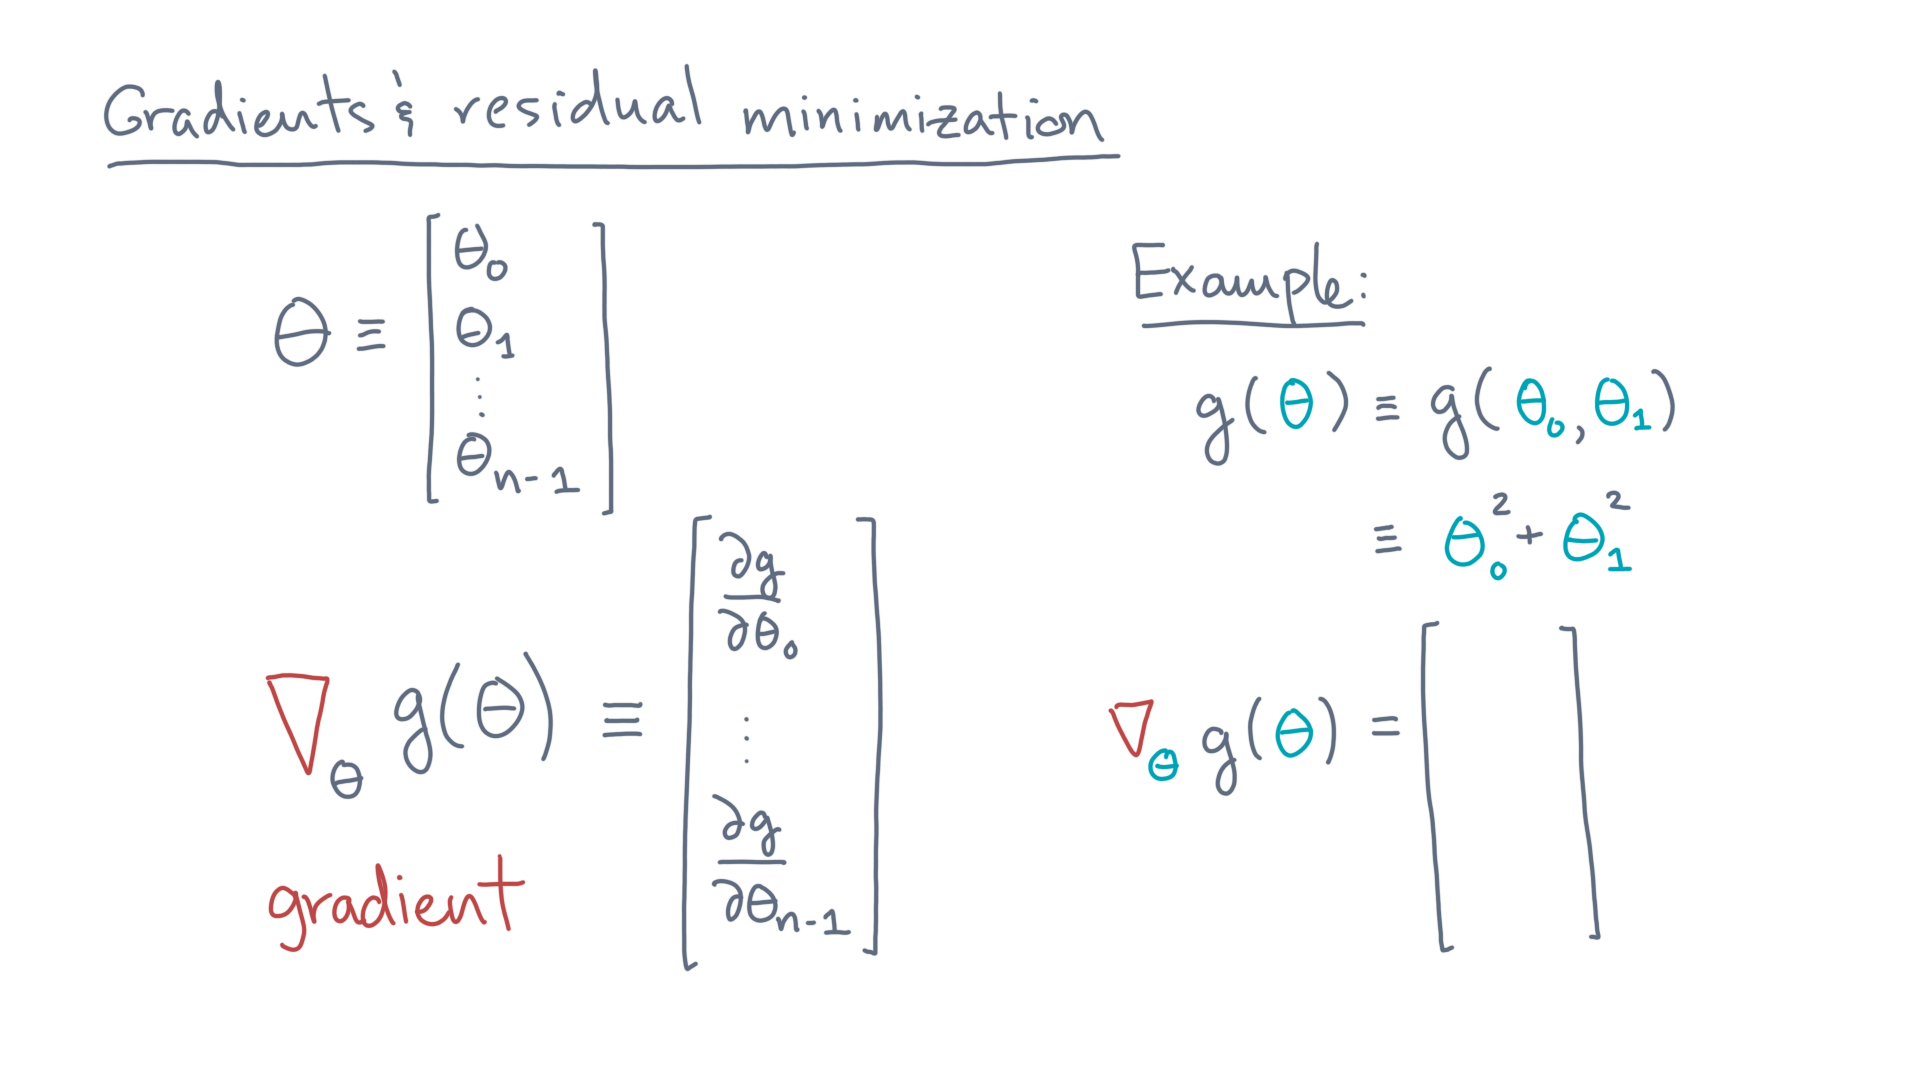 Gradients & residual minimization
θ ≡ [ θ₀ θ₁ ⋮ θₙ₋₁ ]
∇_θ g(θ) ≡ [ ∂g/∂θ₀ ⋮ ∂g/∂θₙ₋₁ ]
gradient
Example:
g(θ) ≡ g(θ₀, θ₁)
≡ θ₀² + θ₁²
∇_θ g(θ) = [ ]